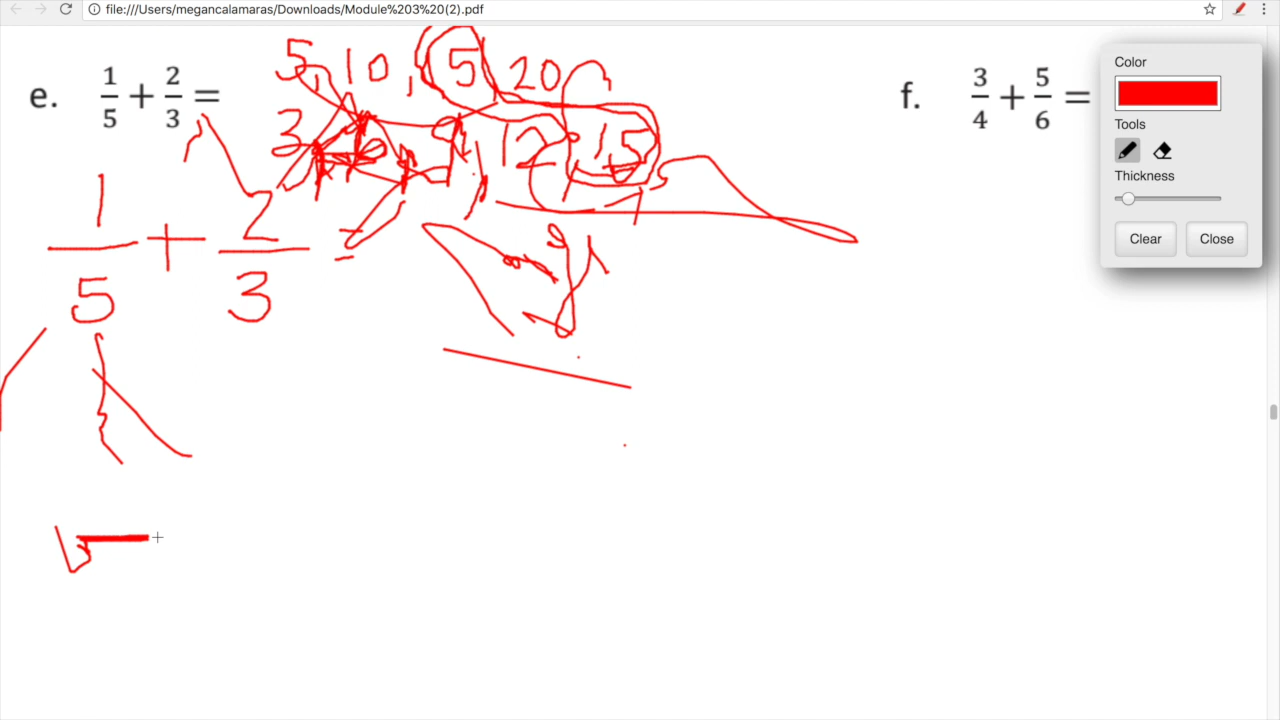 file:///Users/megancalamaras/Downloads/Module%203%20(2).pdf
e. 1/5 + 2/3 =
5, 10, 15, 20
3, 12, 15
1/5 + 2/3 =
f. 3/4 + 5/6 =
Color
Tools
Thickness
Clear Close